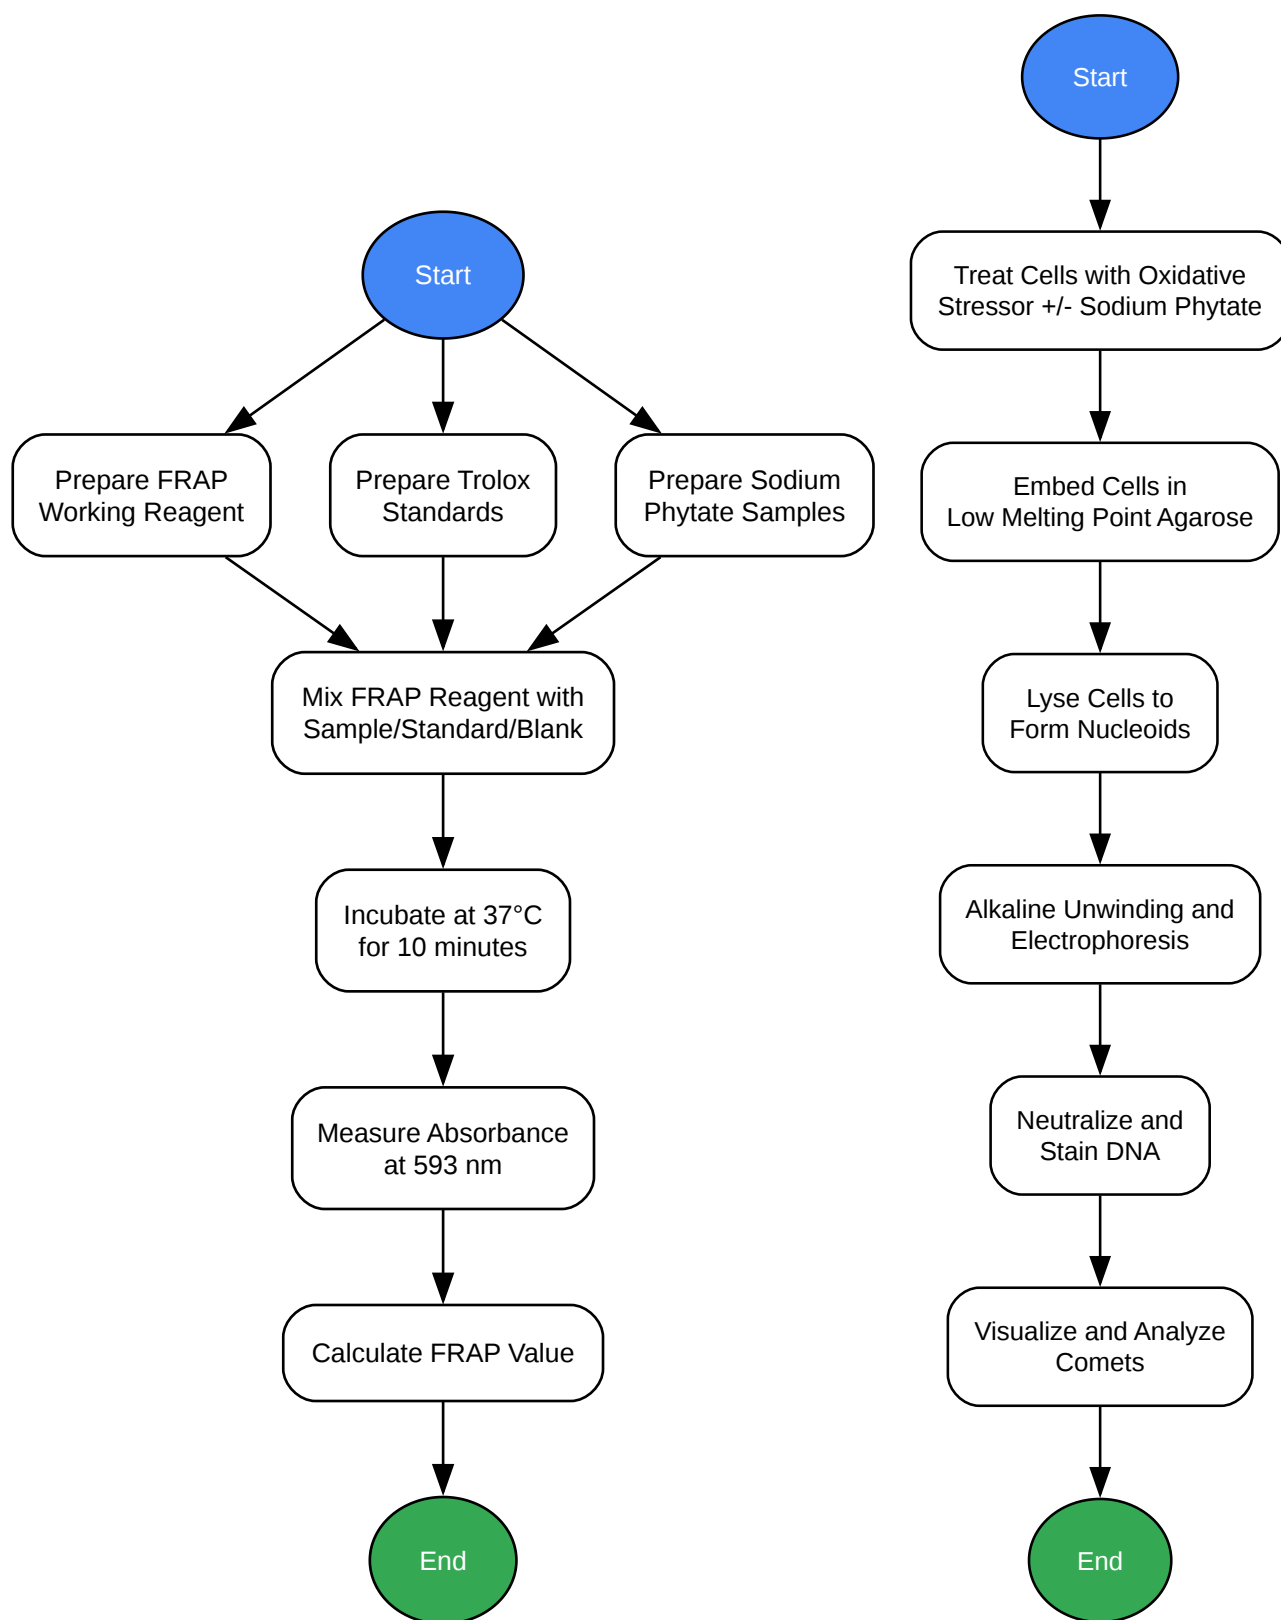 Start
Prepare FRAP
Working Reagent
Prepare Trolox
Standards
Prepare Sodium
Phytate Samples
Mix FRAP Reagent with
Sample/Standard/Blank
Incubate at 37°C
for 10 minutes
Measure Absorbance
at 593 nm
Calculate FRAP Value
End
Start
Treat Cells with Oxidative
Stressor +/- Sodium Phytate
Embed Cells in
Low Melting Point Agarose
Lyse Cells to
Form Nucleoids
Alkaline Unwinding and
Electrophoresis
Neutralize and
Stain DNA
Visualize and Analyze
Comets
End